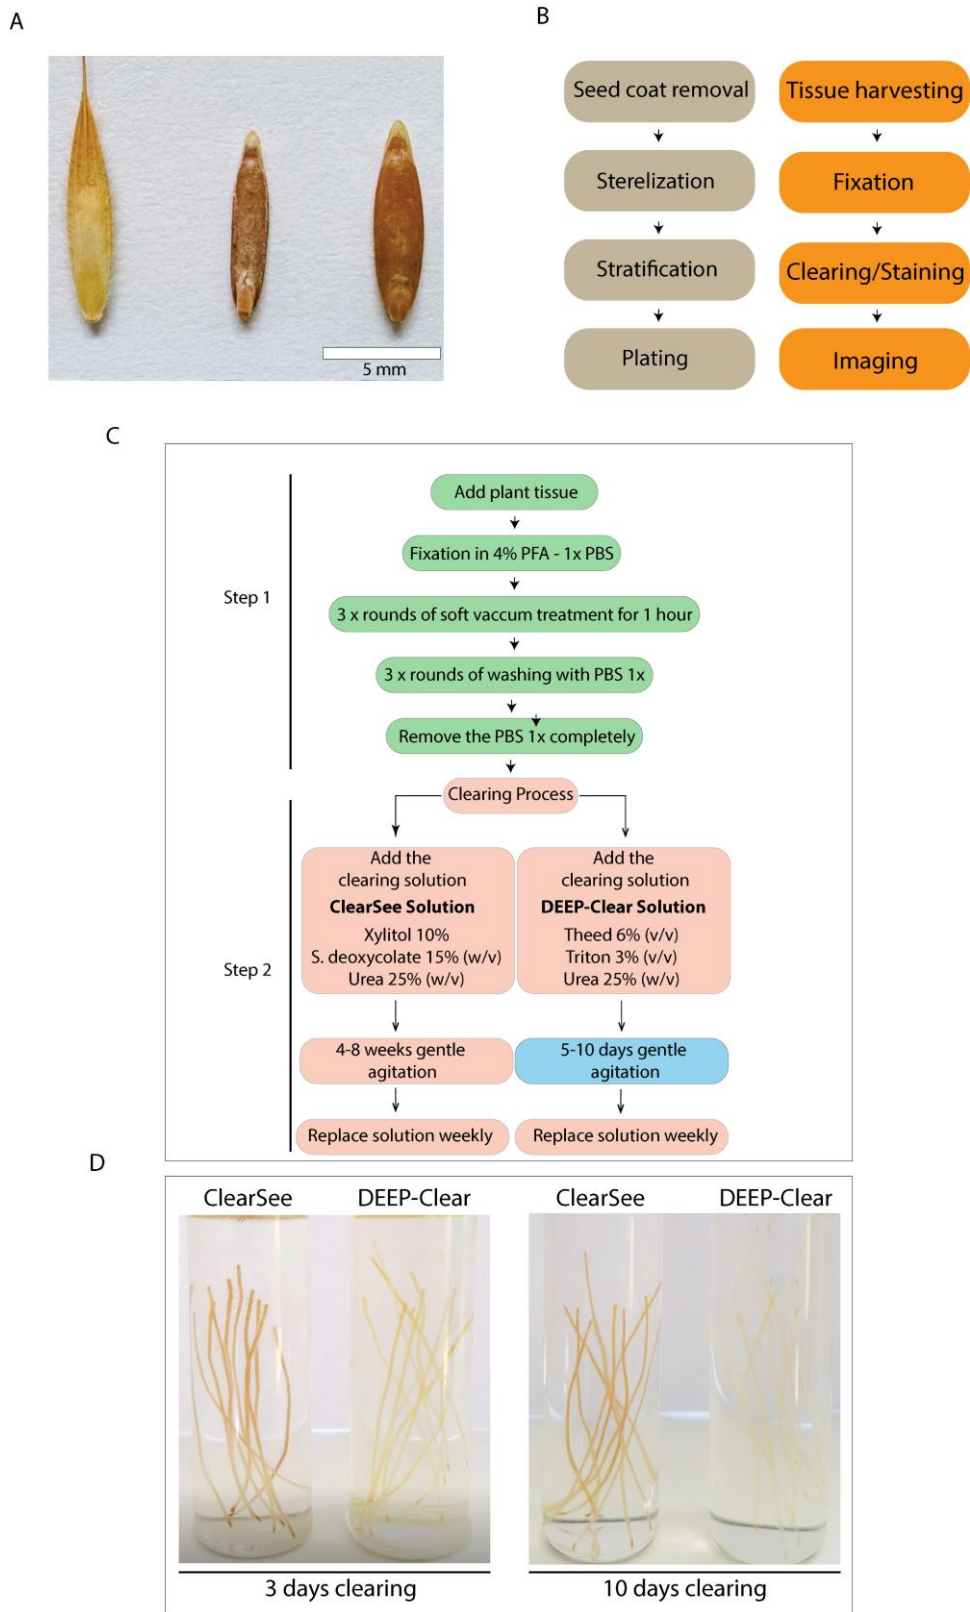 A
5 mm
B
Seed coat removal
Sterelization
Stratification
Plating
Tissue harvesting
Fixation
Clearing/Staining
Imaging
C
Step 1
Add plant tissue
Fixation in 4% PFA - 1x PBS
3 x rounds of soft vaccum treatment for 1 hour
3 x rounds of washing with PBS 1x
Remove the PBS 1x completely
Step 2
Clearing Process
Add the
clearing solution
ClearSee Solution
Xylitol 10%
S. deoxycolate 15% (w/v)
Urea 25% (w/v)
4-8 weeks gentle
agitation
Replace solution weekly
Add the
clearing solution
DEEP-Clear Solution
Theed 6% (v/v)
Triton 3% (v/v)
Urea 25% (w/v)
5-10 days gentle
agitation
Replace solution weekly
D
ClearSee
DEEP-Clear
3 days clearing
ClearSee
DEEP-Clear
10 days clearing